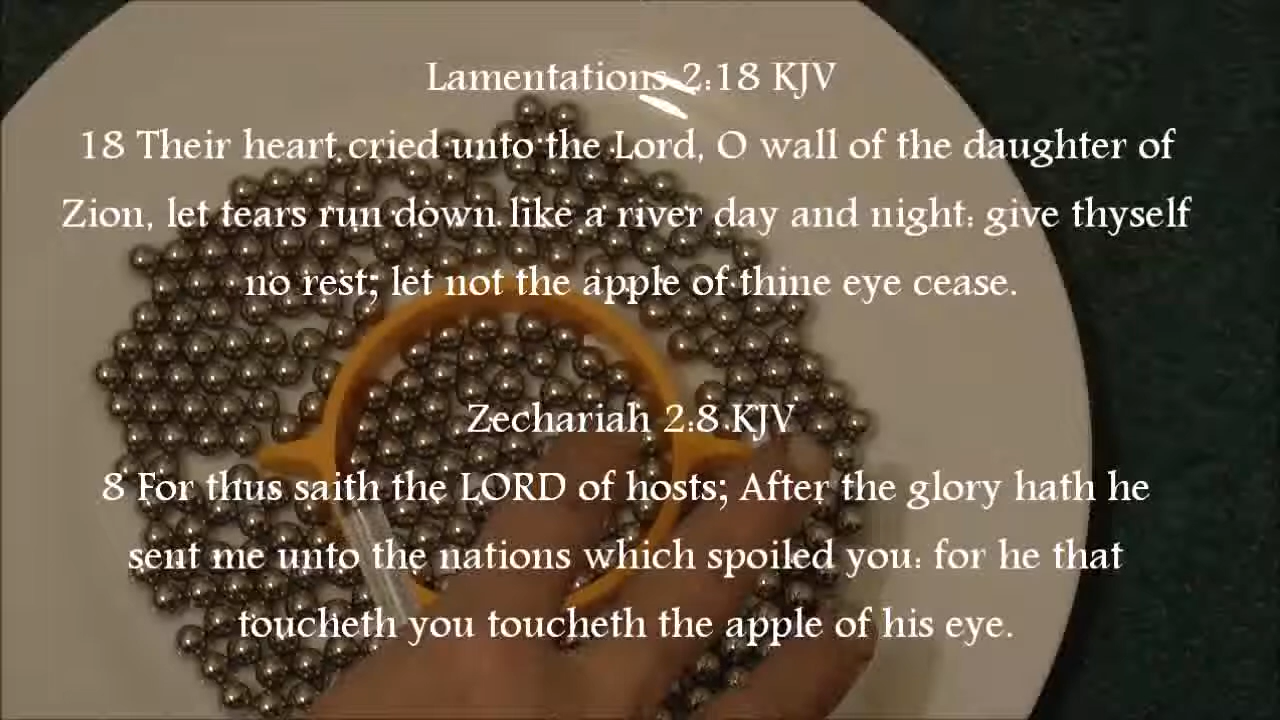 Lamentations 2:18 KJV
18 Their heart cried unto the Lord, O wall of the daughter of
Zion, let tears run down like a river day and night: give thyself
no rest; let not the apple of thine eye cease.
Zechariah 2:8 KJV
8 For thus saith the LORD of hosts; After the glory hath he
sent me unto the nations which spoiled you: for he that
toucheth you toucheth the apple of his eye.